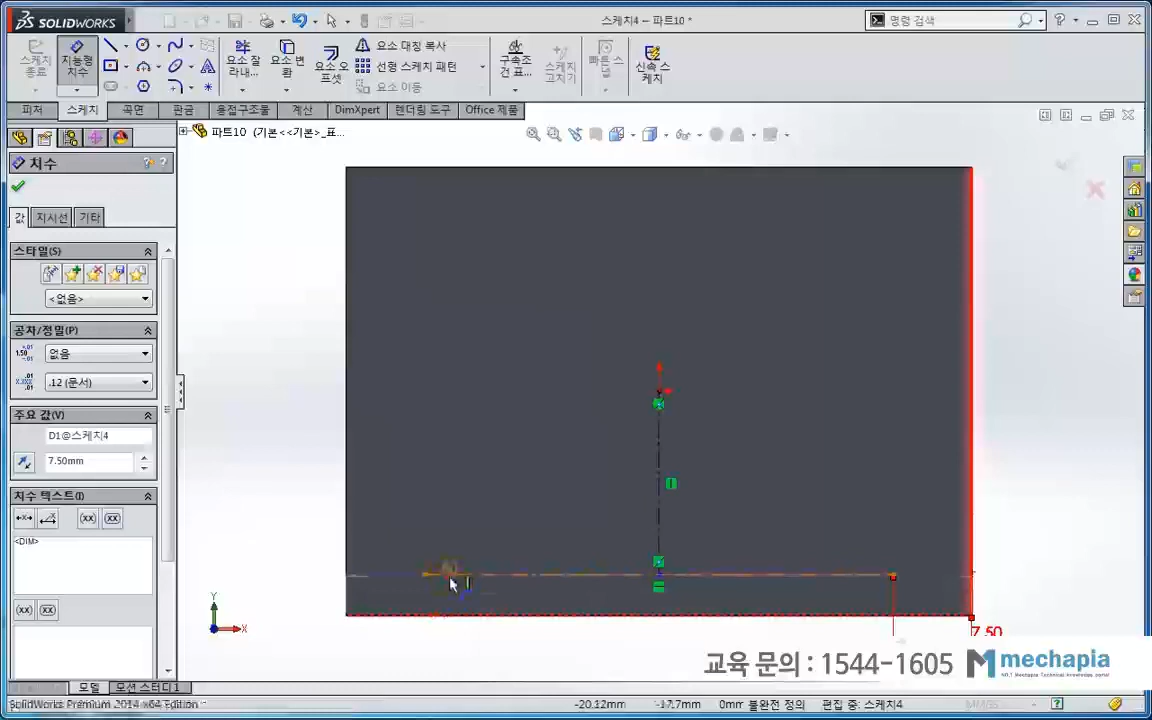 SOLIDWORKS
스케치4 – 파트10 *
명령 검색
스케치 종료
지능형 치수
요소 잘라내...
요소 변환
요소 오프셋
요소 대칭 복사
선형 스케치 패턴
요소 이동
구속조건 표...
스케치 고치기
빠른 스냅
신속 스케치
피처
스케치
곡면
판금
용접구조물
계산
DimXpert
렌더링 도구
Office 제품
파트10 (기본<<기본>_표...
치수
값
지시선
기타
스타일(S)
<없음>
공차/정밀(P)
없음
.12 (문서)
주요 값(V)
D1@스케치4
7.50mm
치수 텍스트(I)
(xx)
(xx)
<DIM>
(xx)
(xx)
Y
X
7.50
교육 문의 : 1544-1605
mechapia
모델
모션 스터디 1
SolidWorks Premium 2014 x64 Edition
-20.12mm
-17.7mm
0mm
불완전 정의
편집 중: 스케치4